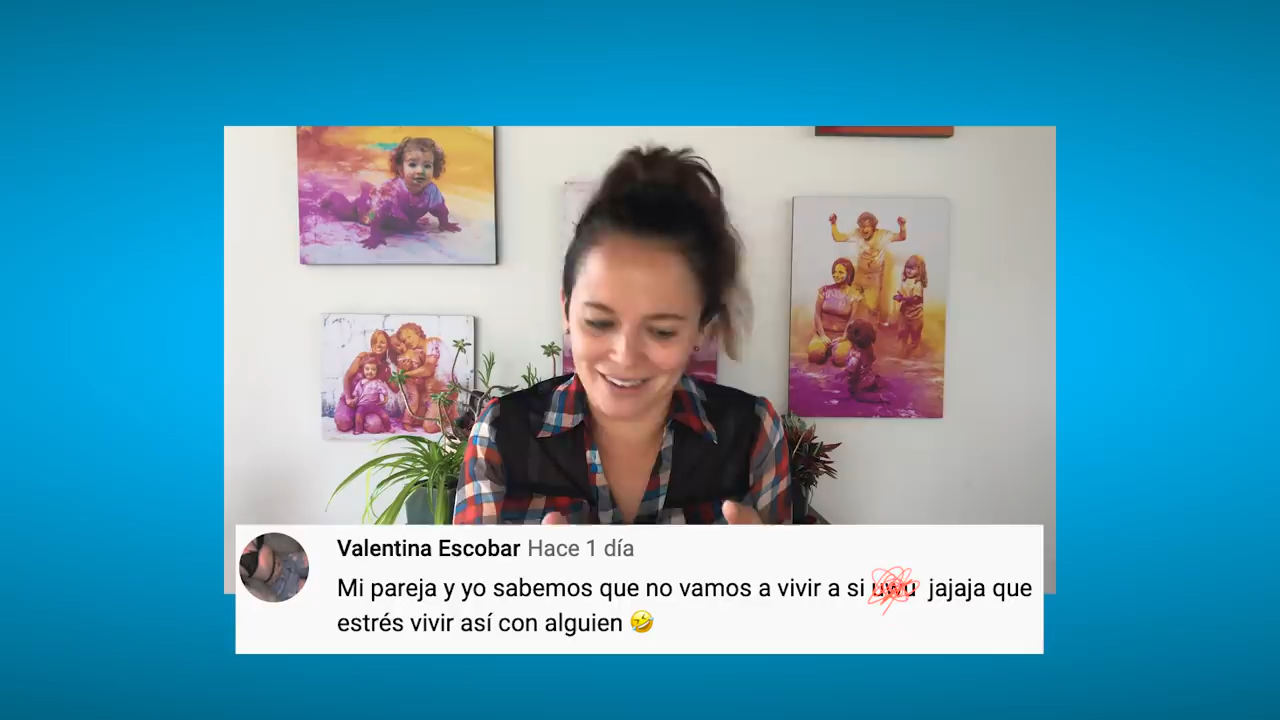 Valentina Escobar Hace 1 día
Mi pareja y yo sabemos que no vamos a vivir a si uwu jajaja que
estrés vivir así con alguien 🤣